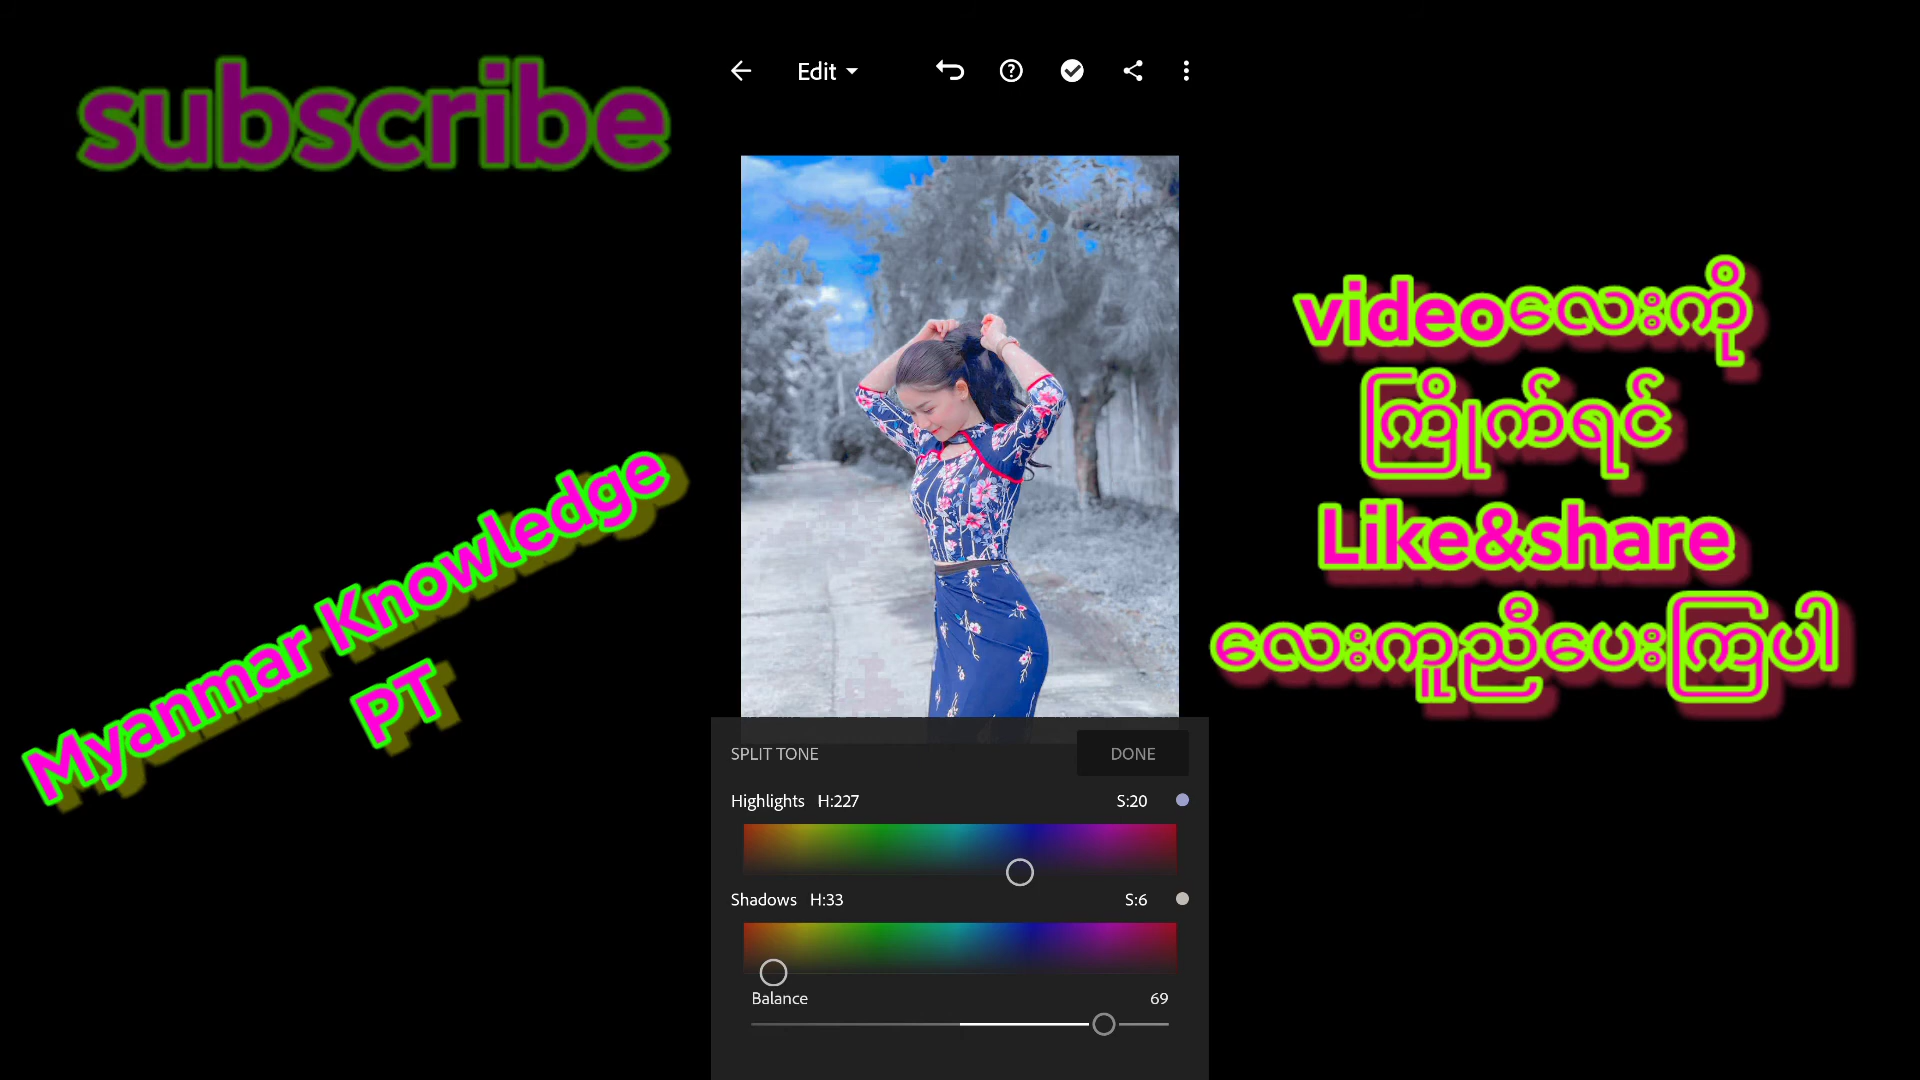 subscribe
Edit
Myanmar Knowledge
PT
videoလေးကို
ကြိုက်ရင်
Like&share
လေးကူညီပေးကြပါ
SPLIT TONE
DONE
Highlights H:227 S:20
Shadows H:33 S:6
Balance 69